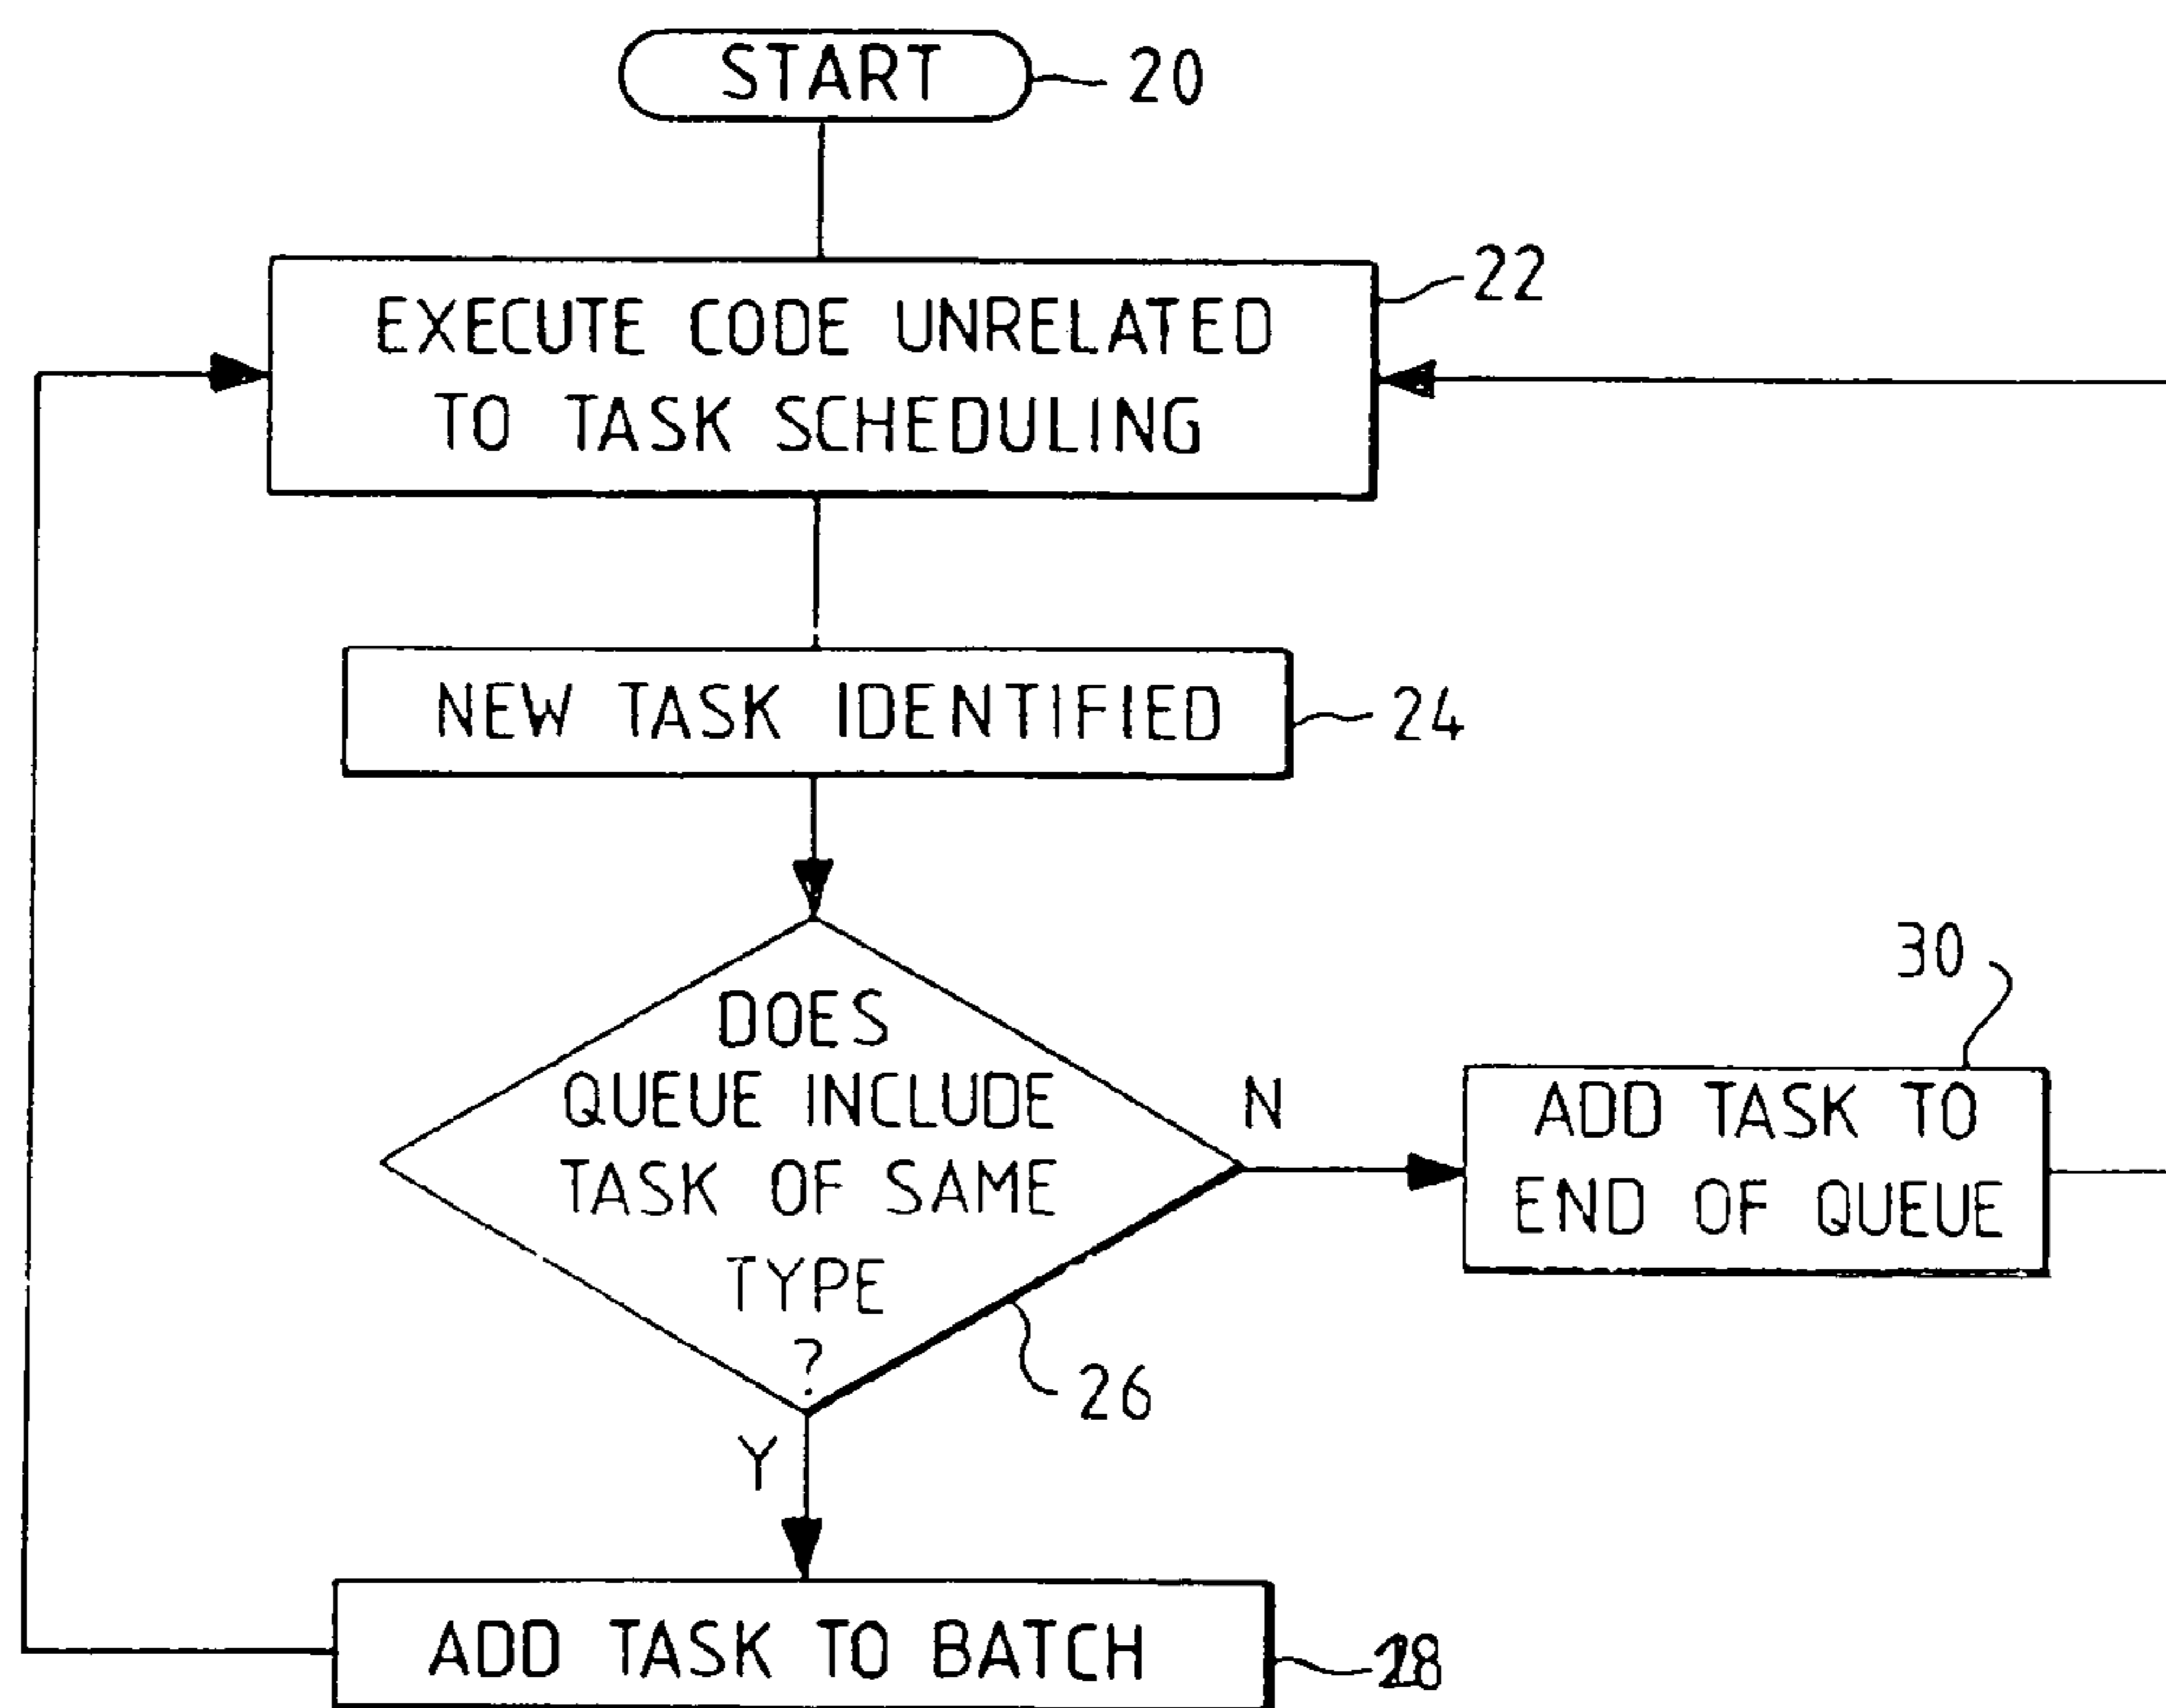 START
20
EXECUTE CODE UNRELATED
TO TASK SCHEDULING
22
NEW TASK IDENTIFIED
24
DOES
QUEUE INCLUDE
TASK OF SAME
TYPE
?
26
N
30
ADD TASK TO
END OF QUEUE
Y
ADD TASK TO BATCH